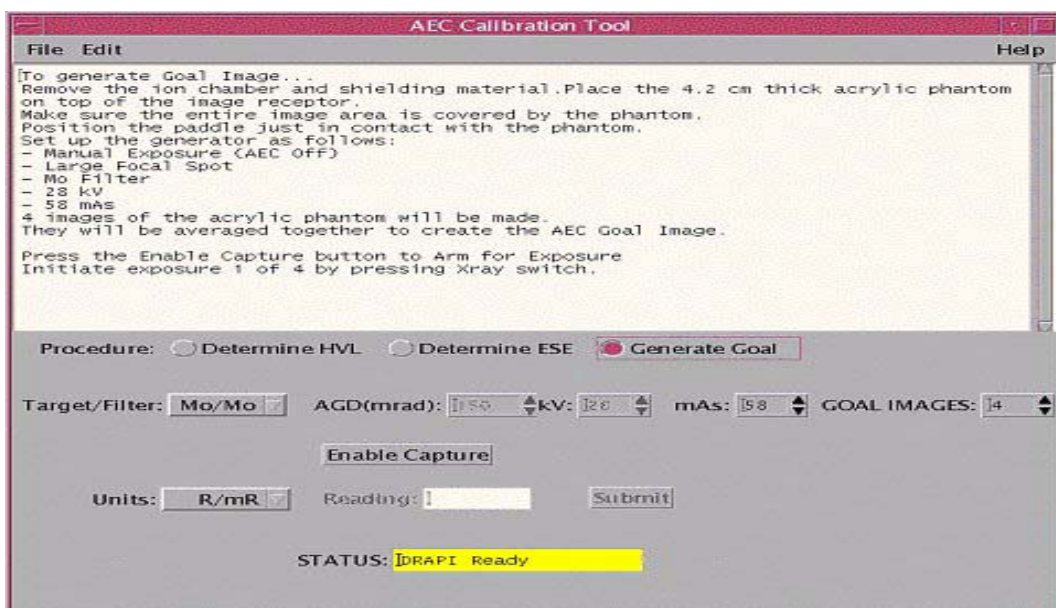 AEC Calibration Tool
File Edit Help
To generate Goal Image...
Remove the ion chamber and shielding material.Place the 4.2 cm thick acrylic phantom
on top of the image receptor.
Make sure the entire image area is covered by the phantom.
Position the paddle just in contact with the phantom.
Set up the generator as follows:
- Manual Exposure (AEC Off)
- Large Focal Spot
- Mo Filter
- 28 kV
- 58 mAs
4 images of the acrylic phantom will be made.
They will be averaged together to create the AEC Goal Image.
Press the Enable Capture button to Arm for Exposure
Initiate exposure 1 of 4 by pressing Xray switch.
Procedure: Determine HVL Determine ESE Generate Goal
Target/Filter: Mo/Mo AGD(mrad): 150 kV: 28 mAs: 58 GOAL IMAGES: 4
Enable Capture
Units: R/mR Reading: Submit
STATUS: DRAPI Ready